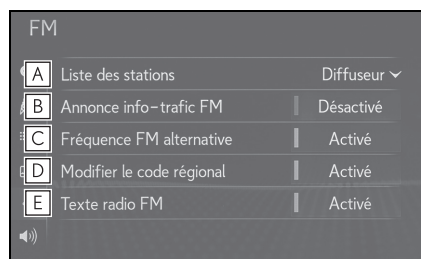 FM
A Liste des stations Diffuseur
B Annonce info-trafic FM Désactivé
C Fréquence FM alternative Activé
D Modifier le code régional Activé
E Texte radio FM Activé